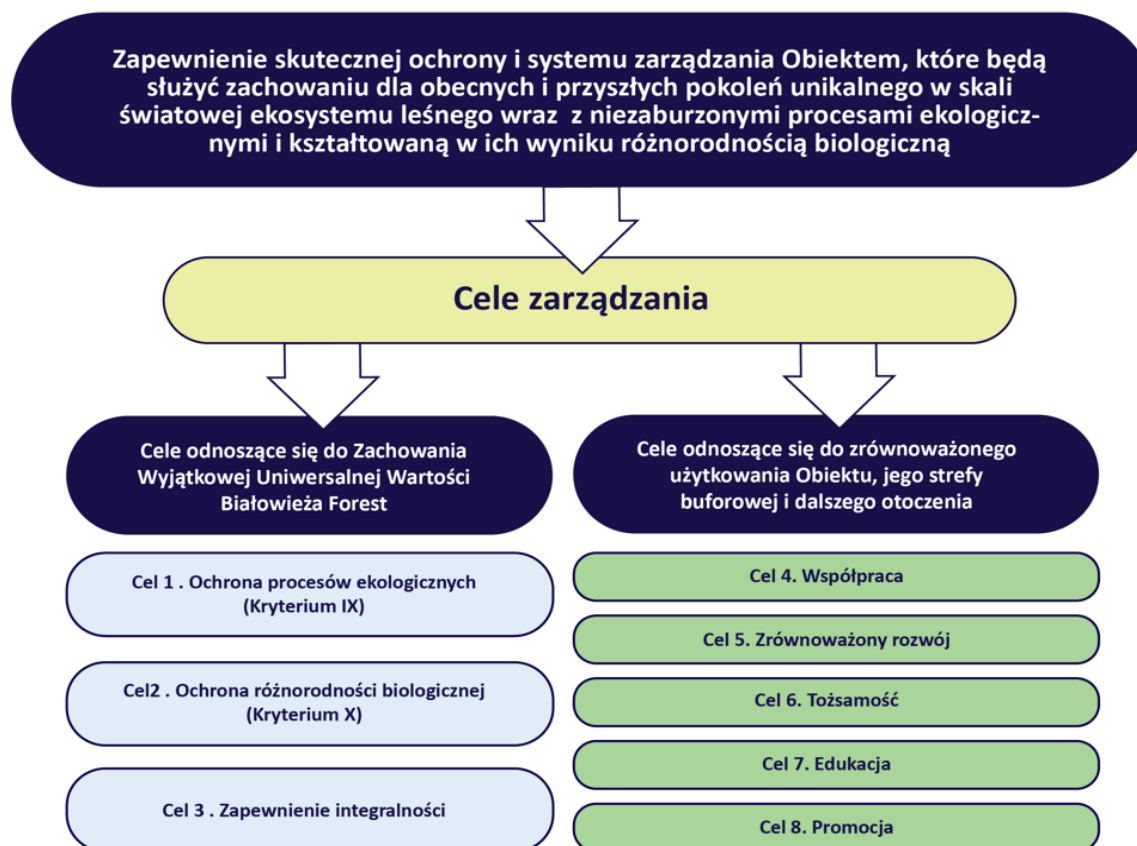 Zapewnienie skutecznej ochrony i systemu zarządzania Obiektem, które będą
służyć zachowaniu dla obecnych i przyszłych pokoleń unikalnego w skali
światowej ekosystemu leśnego wraz z niezaburzonymi procesami ekologicz-
nymi i kształtowaną w ich wyniku różnorodnością biologiczną
Cele zarządzania
Cele odnoszące się do Zachowania
Wyjątkowej Uniwersalnej Wartości
Białowieża Forest
Cel 1 . Ochrona procesów ekologicznych
(Kryterium IX)
Cel2 . Ochrona różnorodności biologicznej
(Kryterium X)
Cel 3 . Zapewnienie integralności
Cele odnoszące się do zrównoważonego
użytkowania Obiektu, jego strefy
buforowej i dalszego otoczenia
Cel 4. Współpraca
Cel 5. Zrównoważony rozwój
Cel 6. Tożsamość
Cel 7. Edukacja
Cel 8. Promocja